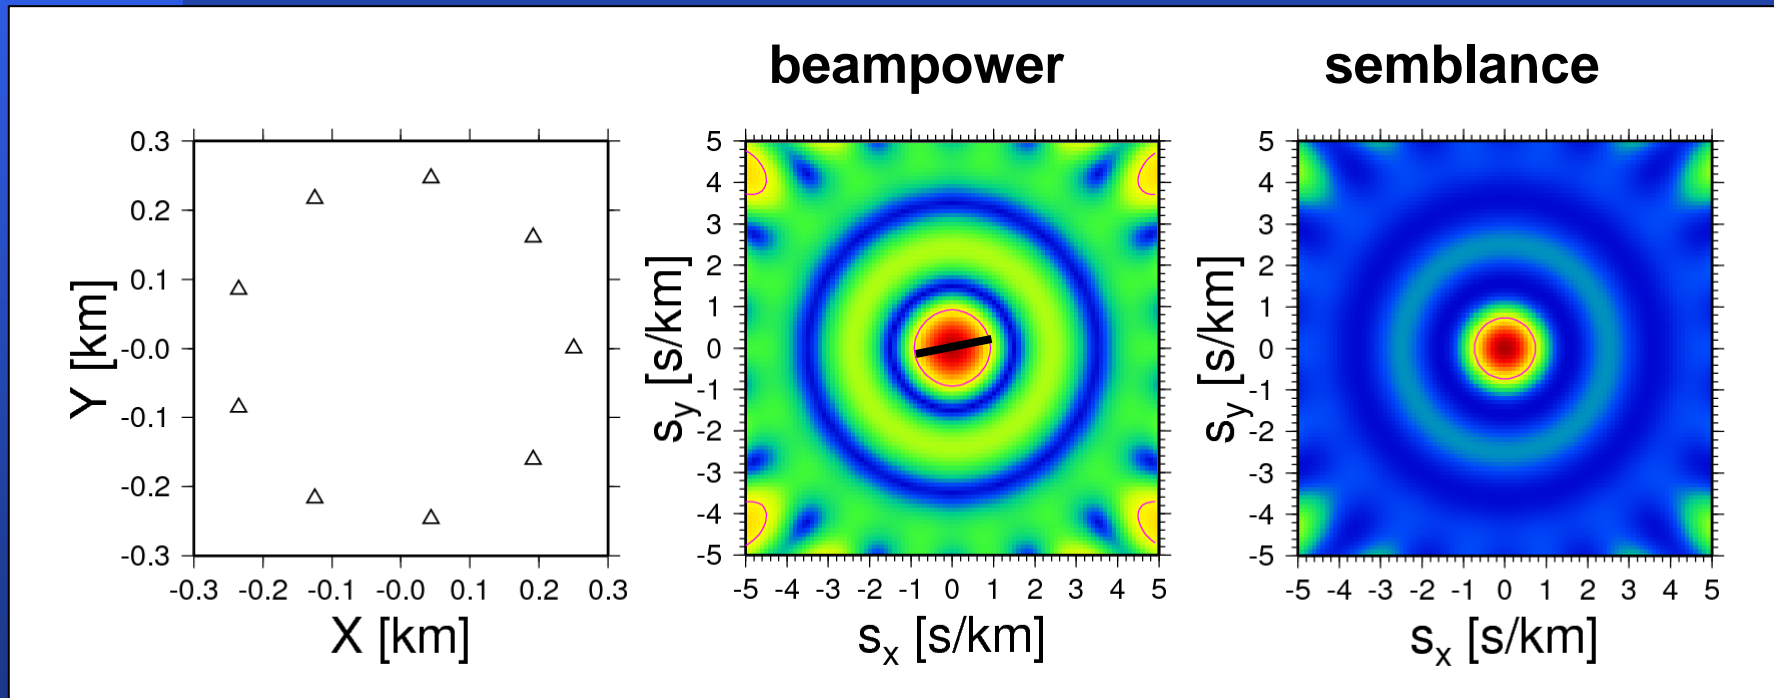 beampower semblance
0.3
0.2
0.1
-0.0
-0.1
-0.2
-0.3
Y [km]
-0.3 -0.2 -0.1 -0.0 0.1 0.2 0.3
X [km]
5
4
3
2
1
0
-1
-2
-3
-4
-5
sy [s/km]
-5 -4 -3 -2 -1 0 1 2 3 4 5
sx [s/km]
5
4
3
2
1
0
-1
-2
-3
-4
-5
sy [s/km]
-5 -4 -3 -2 -1 0 1 2 3 4 5
sx [s/km]